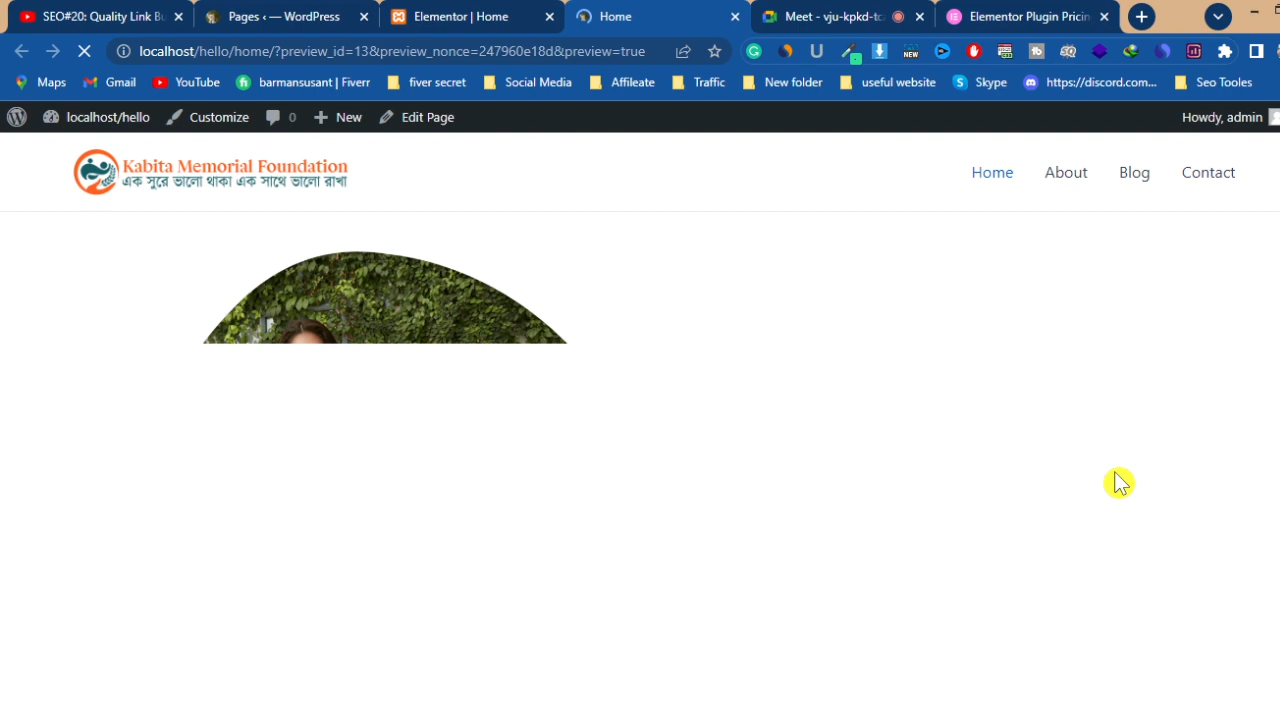 SEO#20: Quality Link B
Pages ‹ — WordPress
Elementor | Home
Home
Meet - vju-kpkd-tc
Elementor Plugin Pricin
localhost/hello/home/?preview_id=13&preview_nonce=247960e18d&preview=true
NEW
Maps
Gmail
YouTube
barmansusant | Fiverr
fiver secret
Social Media
Affileate
Traffic
New folder
useful website
Skype
https://discord.com...
Seo Tooles
localhost/hello
Customize
0
New
Edit Page
Howdy, admin
Kabita Memorial Foundation
এক সুরে ভালো থাকা এক সাথে ভালো রাখা
Home
About
Blog
Contact